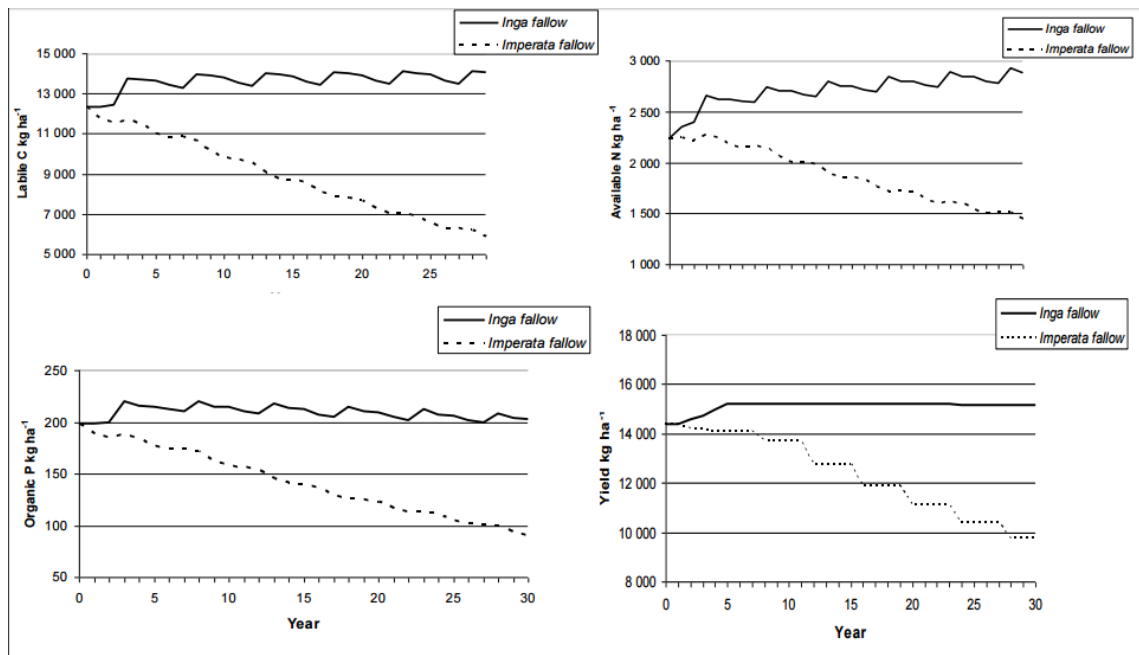 Inga fallow
Imperata fallow
Labile C kg ha-1
15 000
13 000
11 000
9 000
7 000
5 000
0 5 10 15 20 25
Inga fallow
Imperata fallow
Available N kg ha-1
3 000
2 500
2 000
1 500
1 000
Inga fallow
Imperata fallow
Organic P kg ha-1
250
200
150
100
50
0 5 10 15 20 25 30
Year
Inga fallow
Imperata fallow
Yield kg ha-1
18 000
16 000
14 000
12 000
10 000
8 000
0 5 10 15 20 25 30
Year